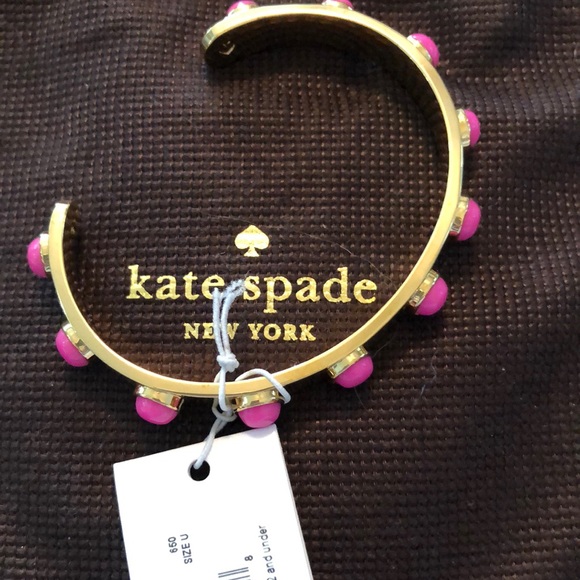 kate spade
NEW YORK
650
SIZE U
8
2 and under